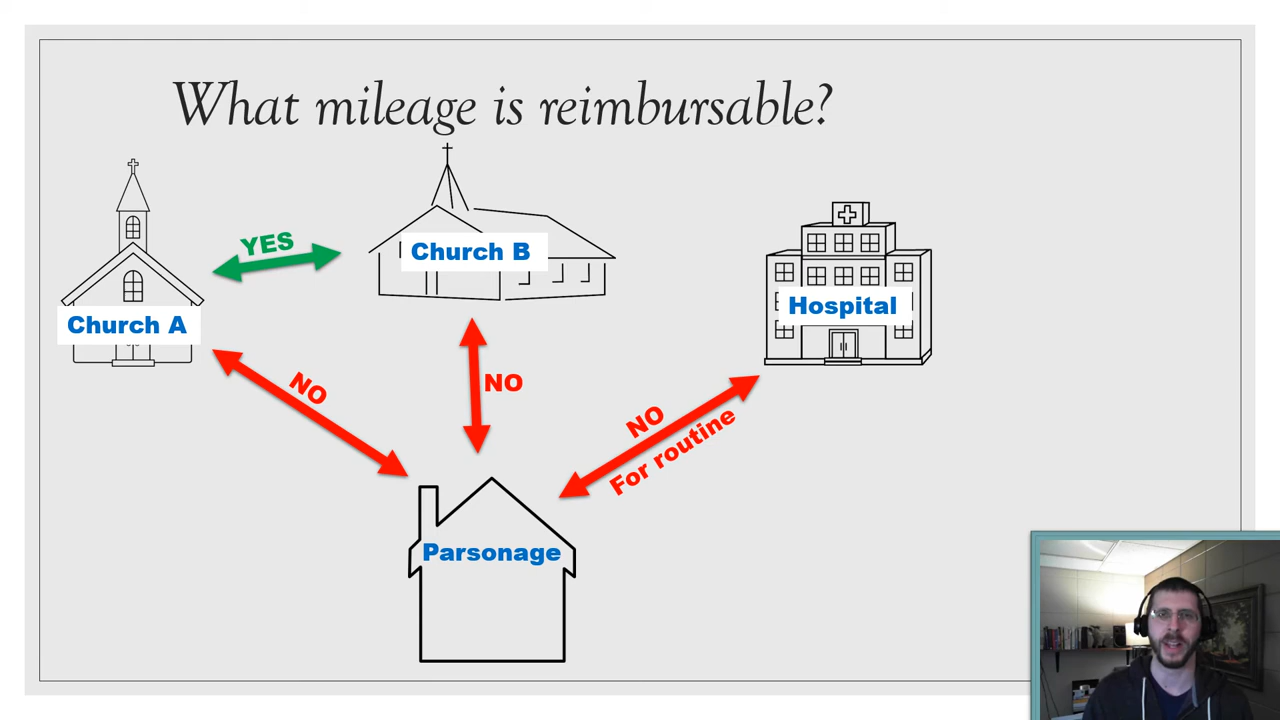 What mileage is reimbursable?
YES
Church B
Church A
Hospital
NO
NO
NO
For routine
Parsonage